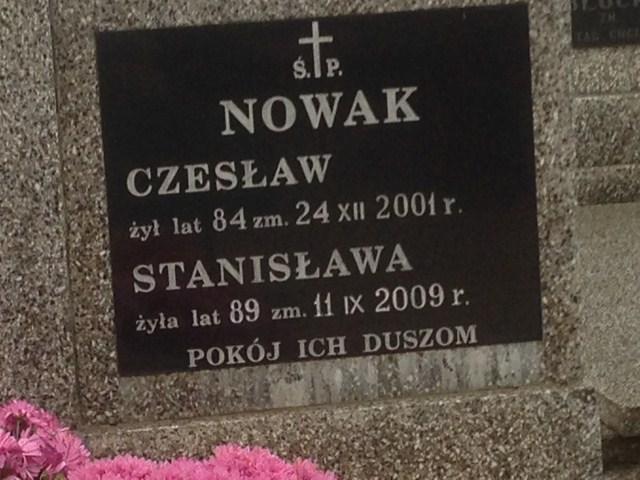 Ś.P.
NOWAK
CZESŁAW
żył lat 84 zm. 24 XII 2001 r.
STANISŁAWA
żyła lat 89 zm. 11 IX 2009 r.
POKÓJ ICH DUSZOM